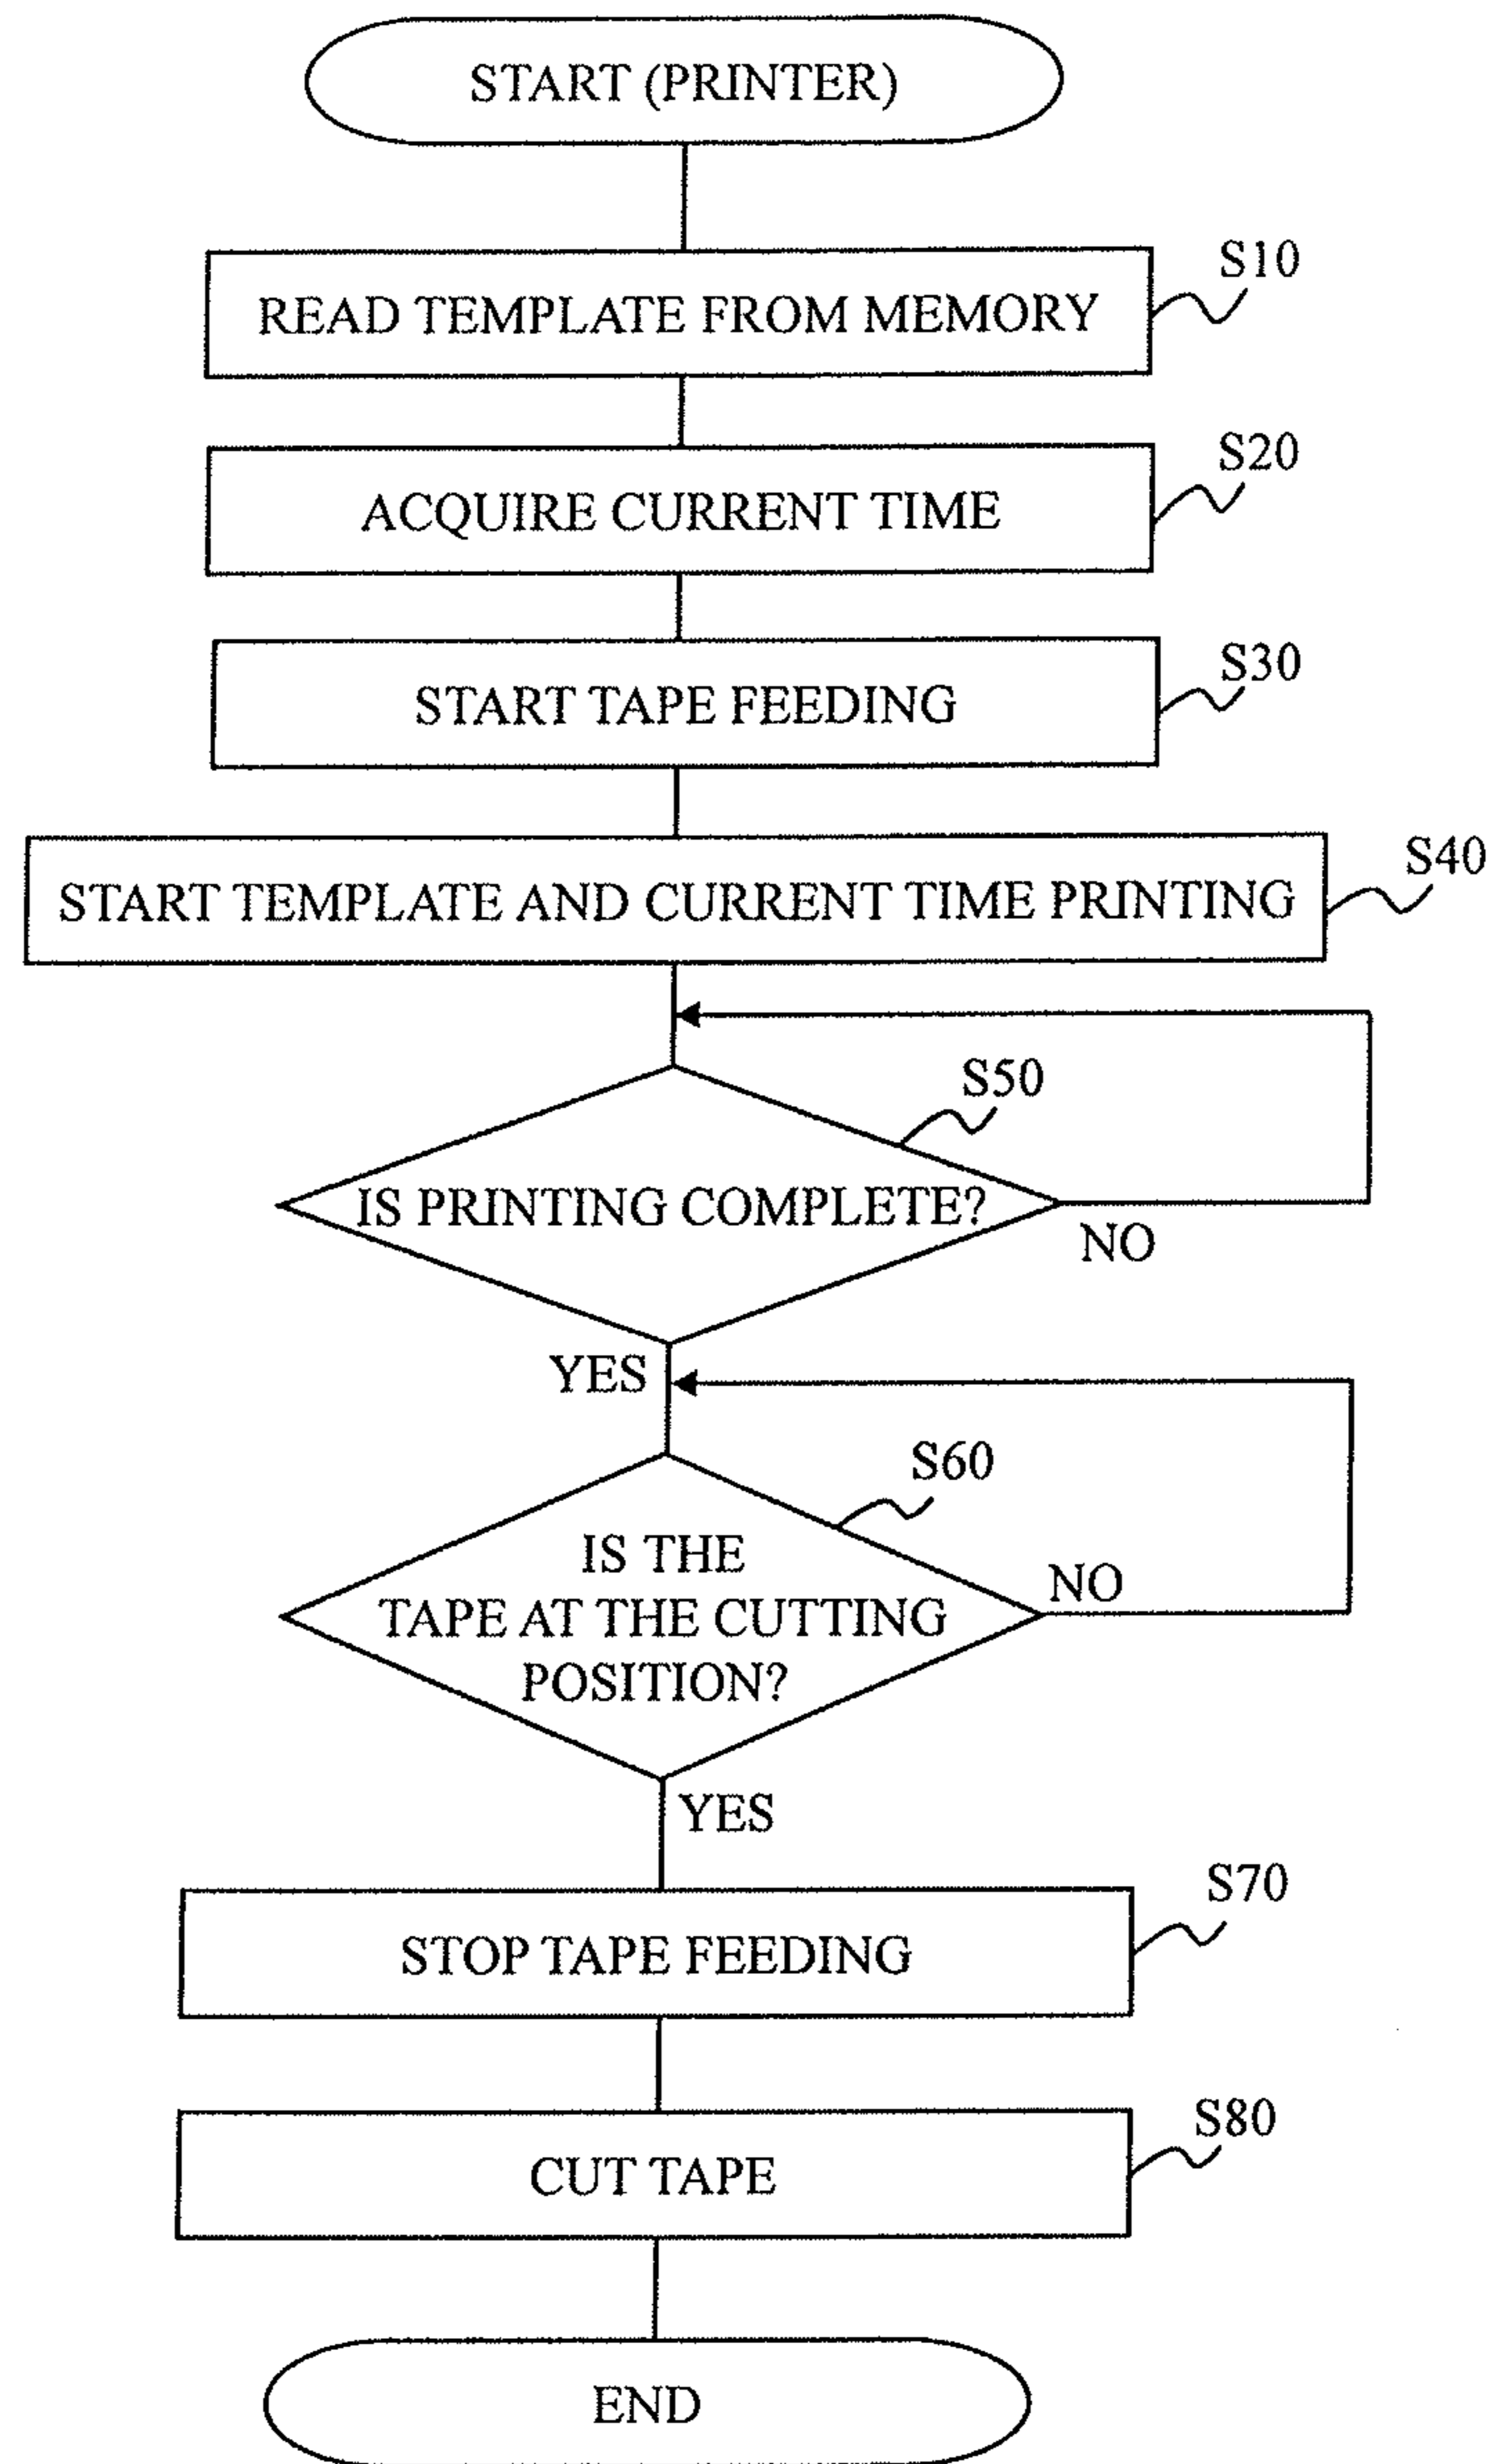 START (PRINTER)
S10
READ TEMPLATE FROM MEMORY
S20
ACQUIRE CURRENT TIME
S30
START TAPE FEEDING
S40
START TEMPLATE AND CURRENT TIME PRINTING
S50
IS PRINTING COMPLETE?
NO
YES
S60
IS THE
TAPE AT THE CUTTING
POSITION?
NO
YES
S70
STOP TAPE FEEDING
S80
CUT TAPE
END